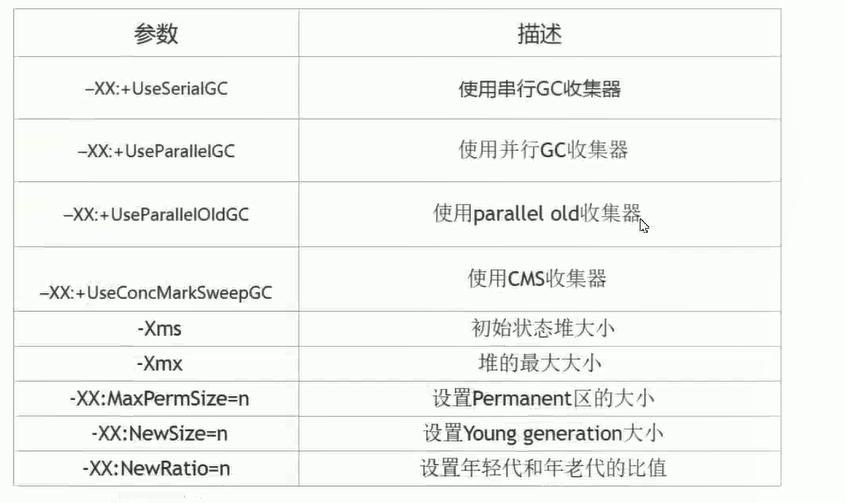 参数 描述
–XX:+UseSerialGC 使用串行GC收集器
–XX:+UseParallelGC 使用并行GC收集器
–XX:+UseParallelOldGC 使用parallel old收集器
–XX:+UseConcMarkSweepGC 使用CMS收集器
-Xms 初始状态堆大小
-Xmx 堆的最大大小
-XX:MaxPermSize=n 设置Permanent区的大小
-XX:NewSize=n 设置Young generation大小
-XX:NewRatio=n 设置年轻代和年老代的比值